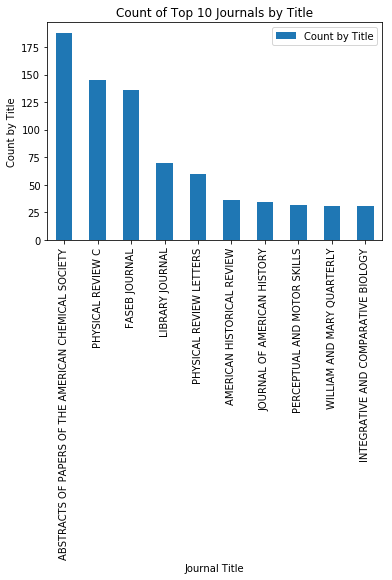 Count of Top 10 Journals by Title
Count by Title
Count by Title
175
150
125
100
75
50
25
0
ABSTRACTS OF PAPERS OF THE AMERICAN CHEMICAL SOCIETY
PHYSICAL REVIEW C
FASEB JOURNAL
LIBRARY JOURNAL
PHYSICAL REVIEW LETTERS
AMERICAN HISTORICAL REVIEW
JOURNAL OF AMERICAN HISTORY
PERCEPTUAL AND MOTOR SKILLS
WILLIAM AND MARY QUARTERLY
INTEGRATIVE AND COMPARATIVE BIOLOGY
Journal Title